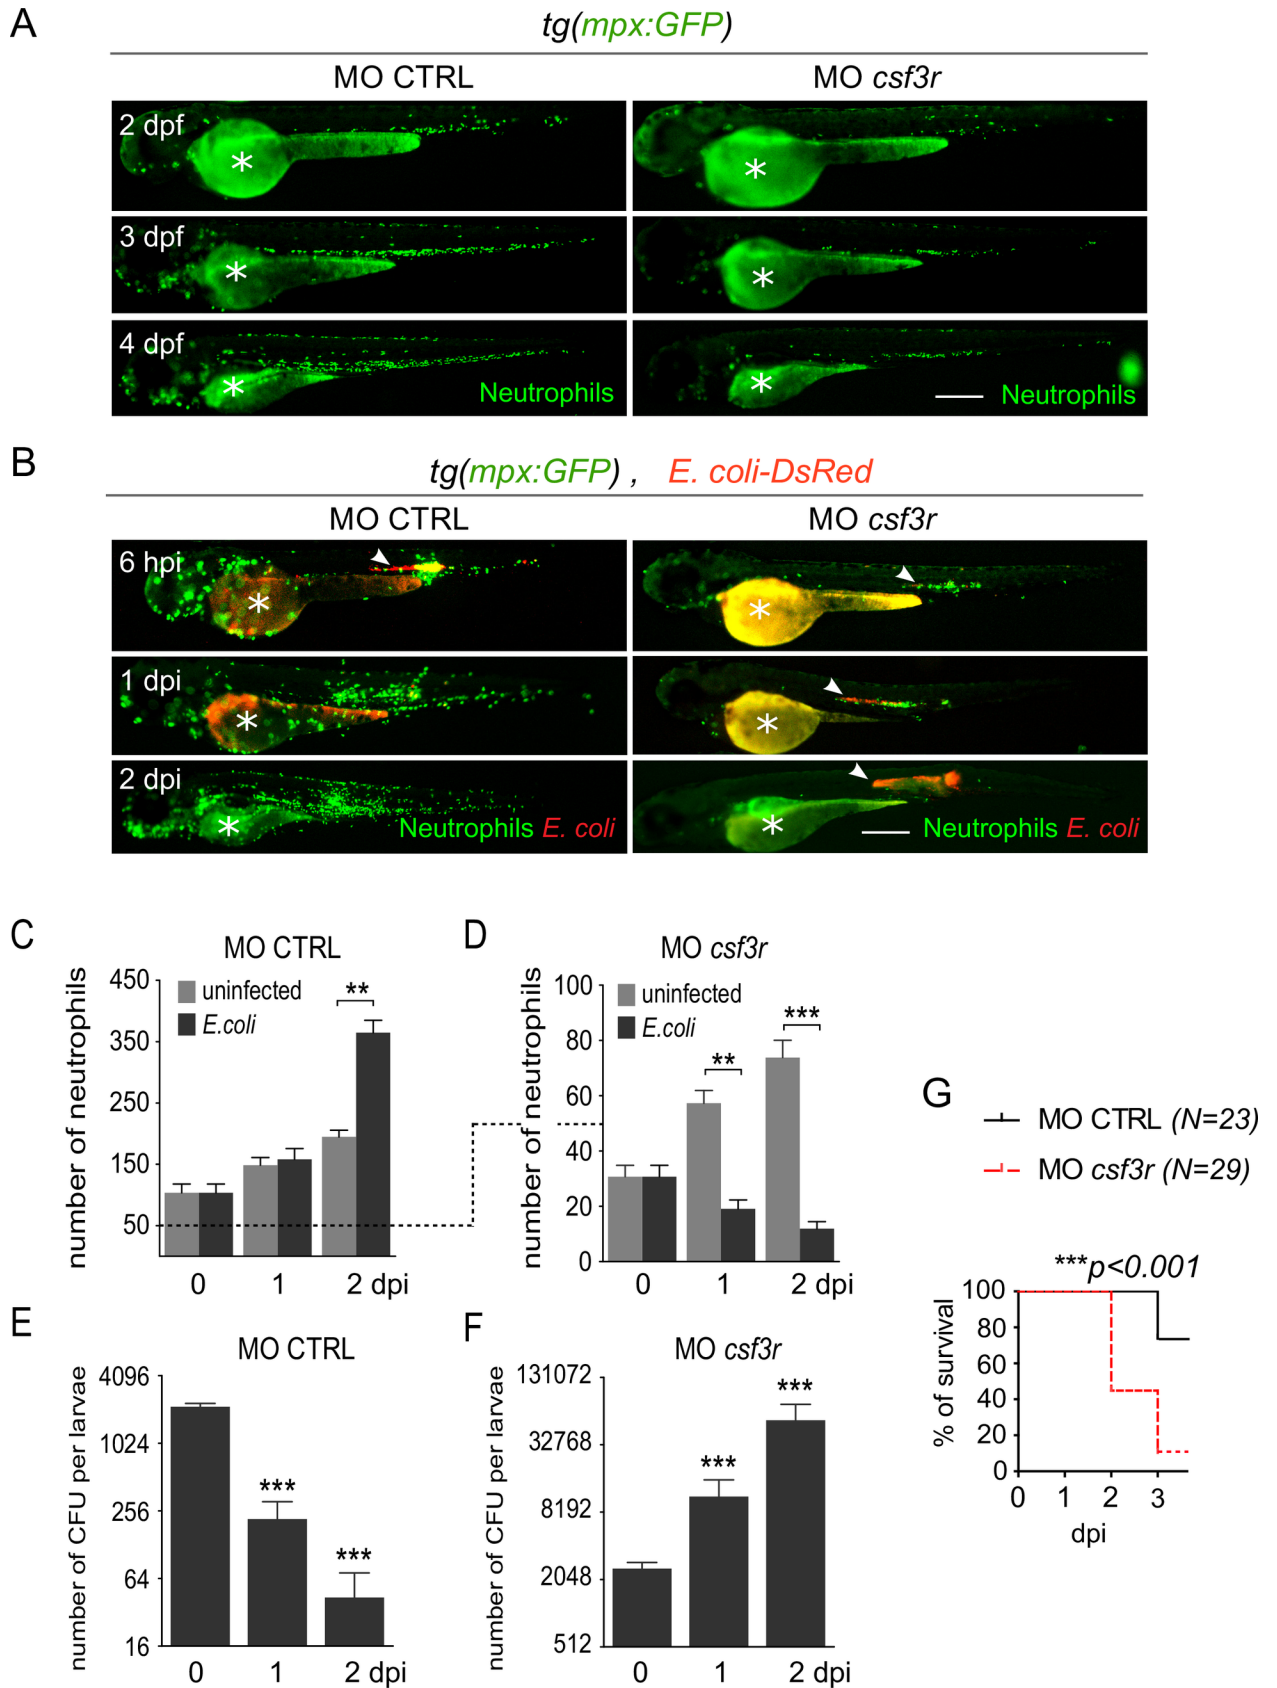 A
tg(mpx:GFP)
MO CTRL
MO csf3r
2 dpf
*
*
3 dpf
*
*
4 dpf
*
Neutrophils
*
Neutrophils
B
tg(mpx:GFP) , E. coli-DsRed
MO CTRL
MO csf3r
6 hpi
*
*
1 dpi
*
*
2 dpi
*
Neutrophils E. coli
*
Neutrophils E. coli
C
MO CTRL
number of neutrophils
450
350
250
150
50
uninfected
E.coli
**
0 1 2 dpi
D
MO csf3r
number of neutrophils
100
80
60
40
20
0
uninfected
E.coli
**
***
0 1 2 dpi
E
MO CTRL
number of CFU per larvae
4096
1024
256
64
16
***
***
0 1 2 dpi
F
MO csf3r
number of CFU per larvae
131072
32768
8192
2048
512
***
***
0 1 2 dpi
G
MO CTRL (N=23)
MO csf3r (N=29)
***p<0.001
% of survival
100
80
60
40
20
0
0 1 2 3
dpi